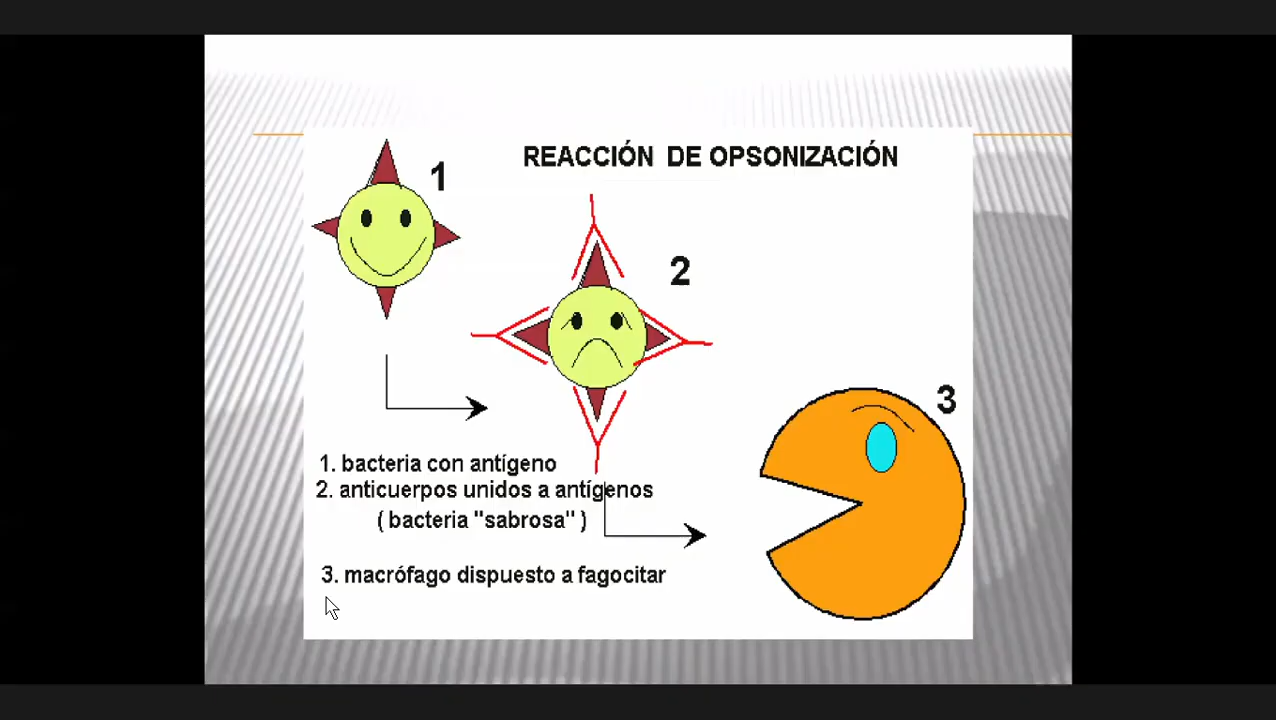 REACCIÓN DE OPSONIZACIÓN
1
2
3
1. bacteria con antígeno
2. anticuerpos unidos a antígenos
( bacteria "sabrosa" )
3. macrófago dispuesto a fagocitar